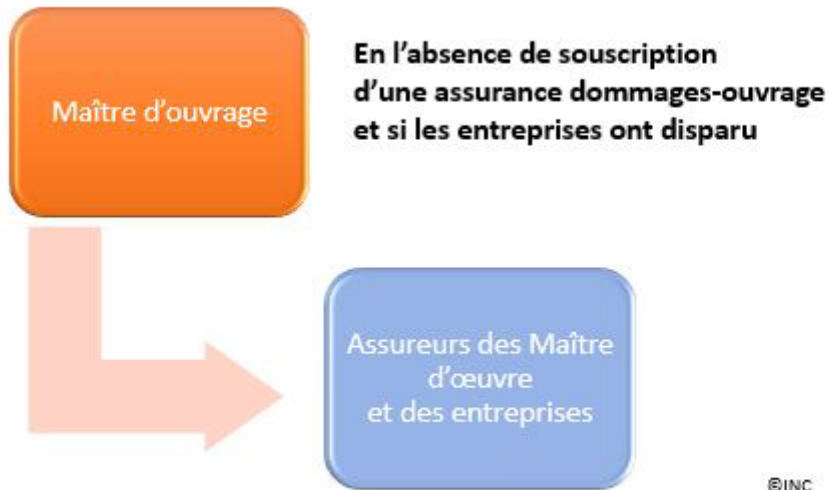 Maître d'ouvrage
En l'absence de souscription
d'une assurance dommages-ouvrage
et si les entreprises ont disparu
Assureurs des Maître
d'œuvre
et des entreprises
©INC